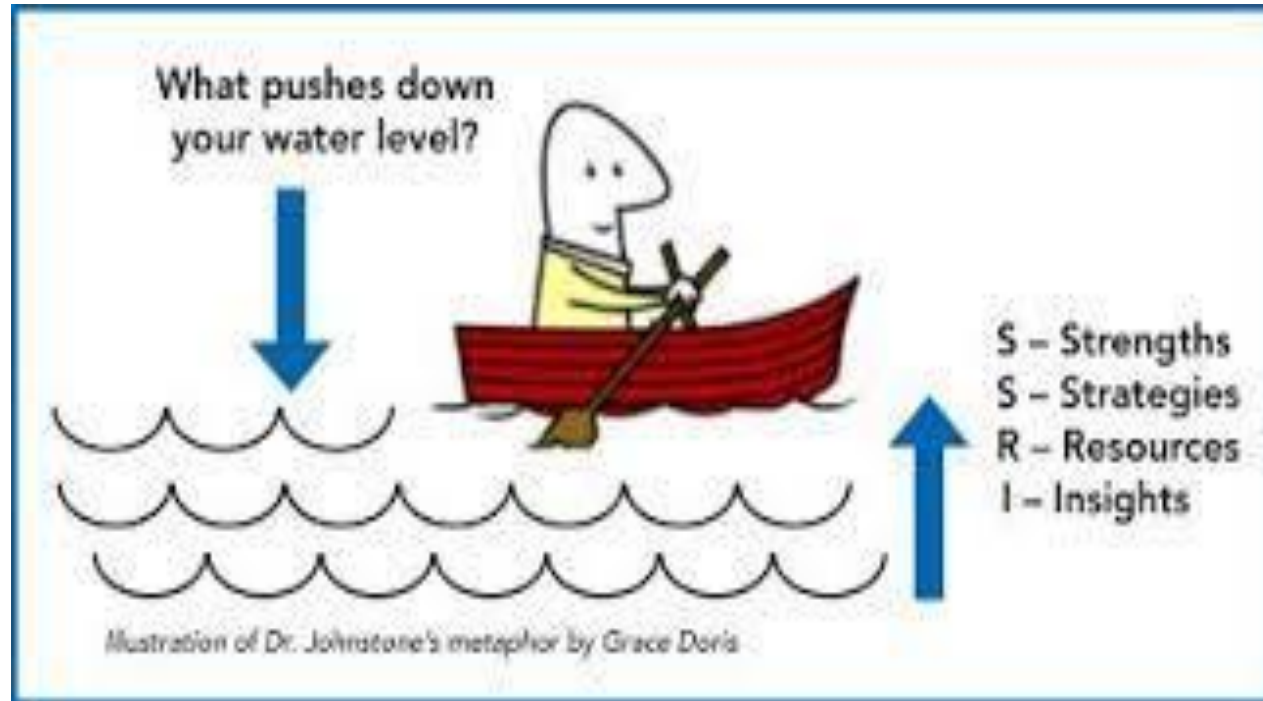 What pushes down
your water level?
S – Strengths
S – Strategies
R – Resources
I – Insights
Illustration of Dr. Johnstone's metaphor by Grace Doris